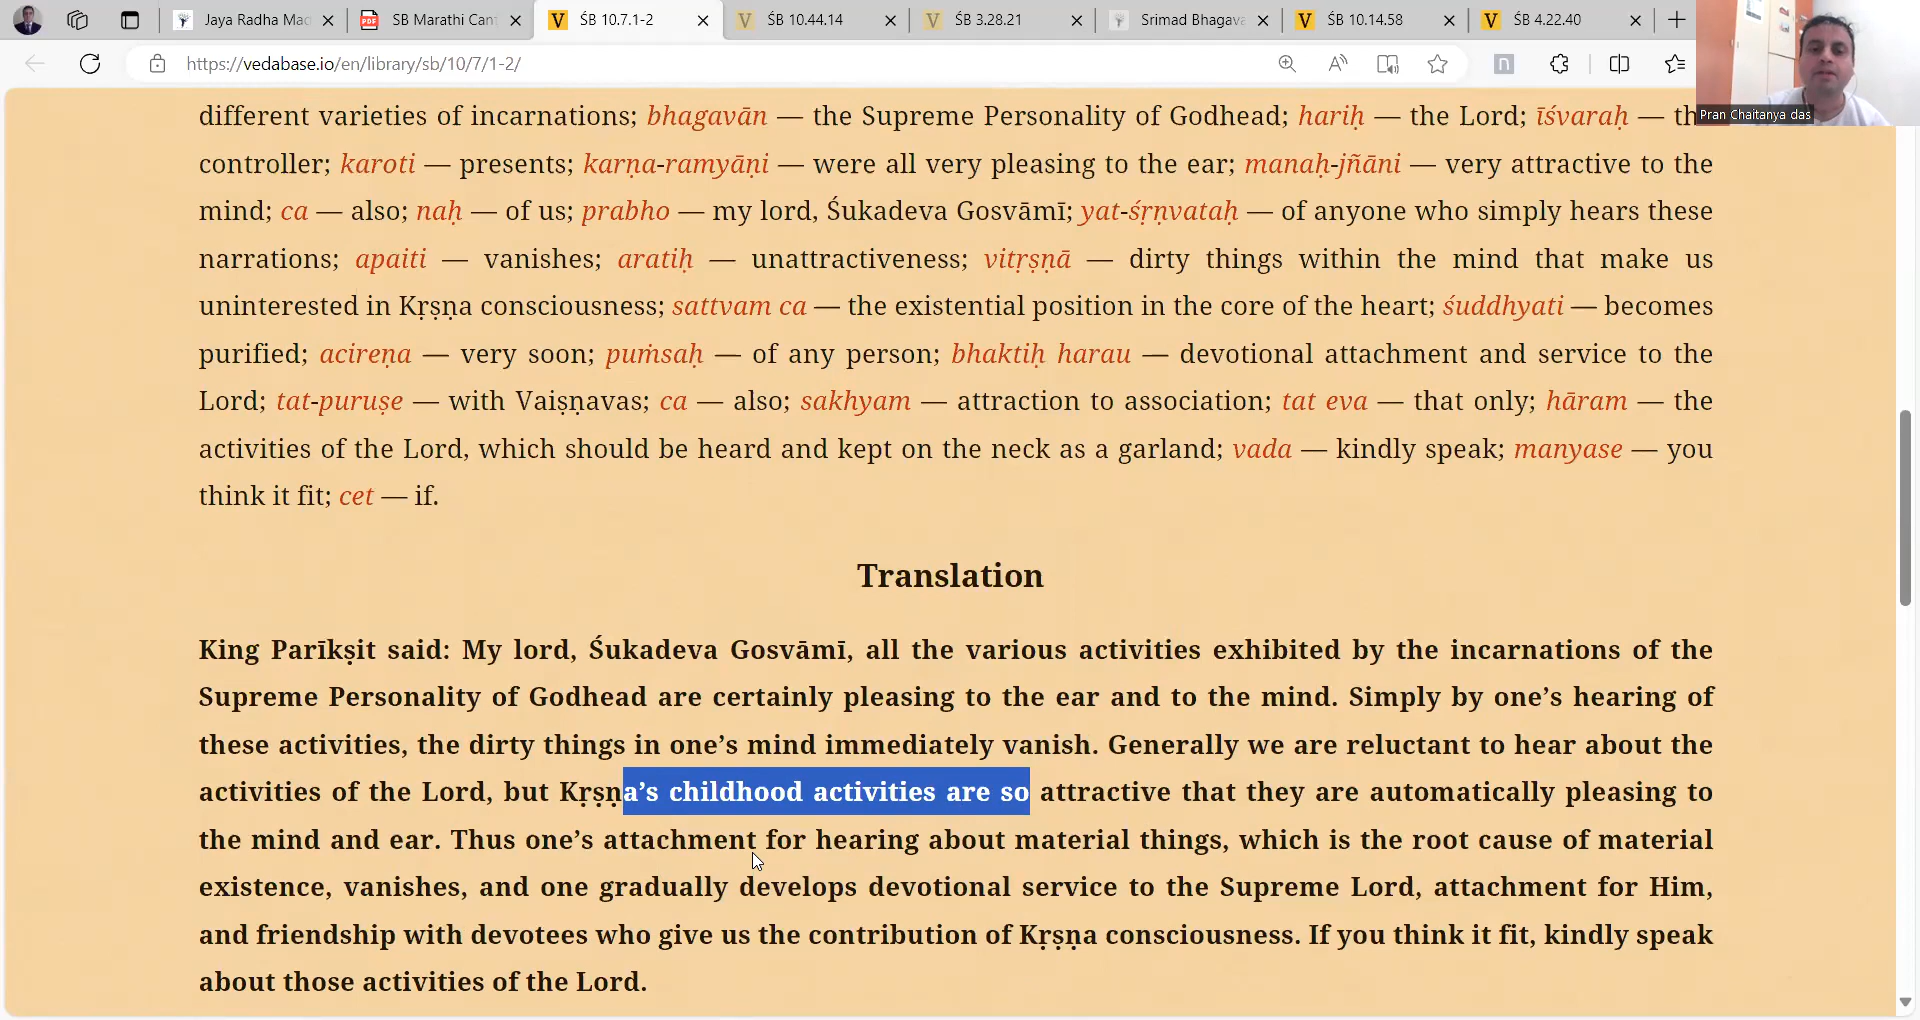 Jaya Radha Mad
SB Marathi Cant
ŚB 10.7.1-2
ŚB 10.44.14
ŚB 3.28.21
Srimad Bhagava
ŚB 10.14.58
ŚB 4.22.40
https://vedabase.io/en/library/sb/10/7/1-2/
Pran Chaitanya das
different varieties of incarnations; bhagavān — the Supreme Personality of Godhead; hariḥ — the Lord; īśvaraḥ — th
controller; karoti — presents; karṇa-ramyāṇi — were all very pleasing to the ear; manaḥ-jñāni — very attractive to the
mind; ca — also; naḥ — of us; prabho — my lord, Śukadeva Gosvāmī; yat-śṛṇvataḥ — of anyone who simply hears these
narrations; apaiti — vanishes; aratiḥ — unattractiveness; vitṛṣṇā — dirty things within the mind that make us
uninterested in Kṛṣṇa consciousness; sattvam ca — the existential position in the core of the heart; śuddhyati — becomes
purified; acireṇa — very soon; puṁsaḥ — of any person; bhaktiḥ harau — devotional attachment and service to the
Lord; tat-puruṣe — with Vaiṣṇavas; ca — also; sakhyam — attraction to association; tat eva — that only; hāram — the
activities of the Lord, which should be heard and kept on the neck as a garland; vada — kindly speak; manyase — you
think it fit; cet — if.
Translation
King Parīkṣit said: My lord, Śukadeva Gosvāmī, all the various activities exhibited by the incarnations of the
Supreme Personality of Godhead are certainly pleasing to the ear and to the mind. Simply by one’s hearing of
these activities, the dirty things in one’s mind immediately vanish. Generally we are reluctant to hear about the
activities of the Lord, but Kṛṣṇa’s childhood activities are so attractive that they are automatically pleasing to
the mind and ear. Thus one’s attachment for hearing about material things, which is the root cause of material
existence, vanishes, and one gradually develops devotional service to the Supreme Lord, attachment for Him,
and friendship with devotees who give us the contribution of Kṛṣṇa consciousness. If you think it fit, kindly speak
about those activities of the Lord.